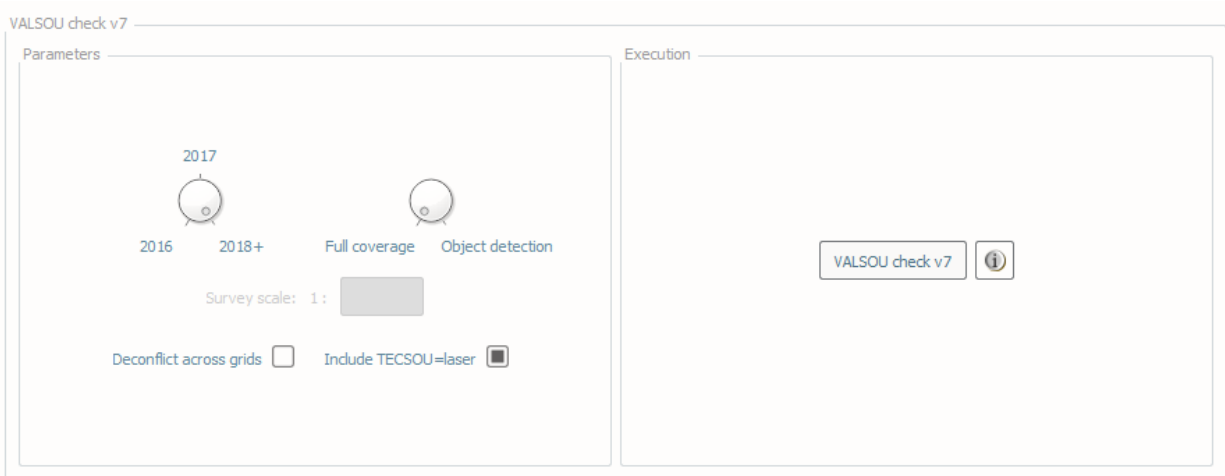 VALSOU check v7
Parameters
2017
2016 2018+ Full coverage Object detection
Survey scale: 1 :
Deconflict across grids Include TECSOU=laser
Execution
VALSOU check v7 i